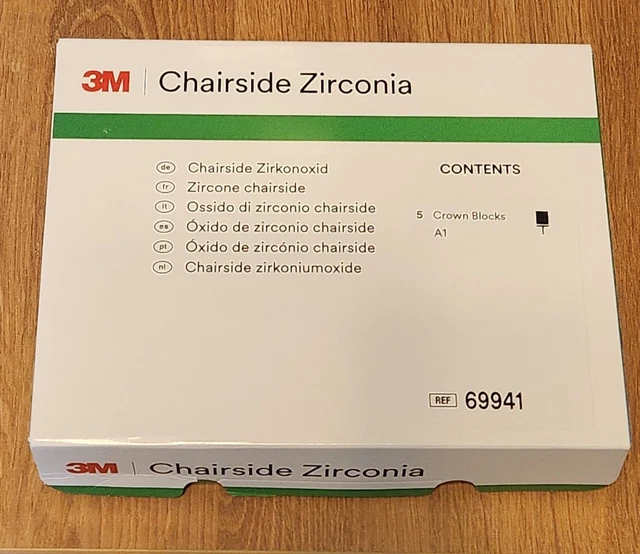 3M | Chairside Zirconia
de Chairside Zirkonoxid
fr Zircone chairside
it Ossido di zirconio chairside
es Óxido de zirconio chairside
pt Óxido de zircónio chairside
nl Chairside zirkoniumoxide
CONTENTS
5 Crown Blocks
A1
REF 69941
3M | Chairside Zirconia